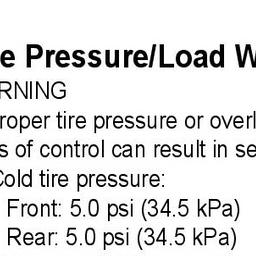 e Pressure/Load W
RNING
roper tire pressure or overl
s of control can result in se
Cold tire pressure:
Front: 5.0 psi (34.5 kPa)
Rear: 5.0 psi (34.5 kPa)